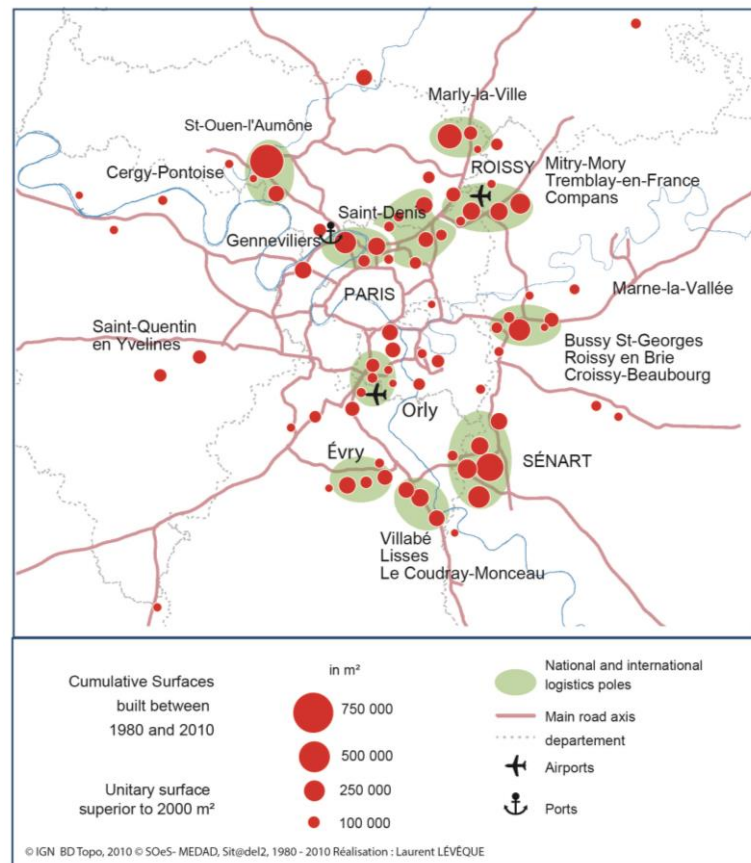 Marly-la-Ville
St-Ouen-l'Aumône
Cergy-Pontoise
ROISSY
Mitry-Mory
Tremblay-en-France
Compans
Saint-Denis
Genneviliers
PARIS
Marne-la-Vallée
Saint-Quentin
en Yvelines
Bussy St-Georges
Roissy en Brie
Croissy-Beaubourg
Orly
Évry
SÉNART
Villabé
Lisses
Le Coudray-Monceau
Cumulative Surfaces
built between
1980 and 2010
Unitary surface
superior to 2000 m²
in m²
750 000
500 000
250 000
100 000
National and international
logistics poles
Main road axis
departement
Airports
Ports
© IGN BD Topo, 2010 © SOeS- MEDAD, Sit@del2, 1980 - 2010 Réalisation : Laurent LÉVÊQUE